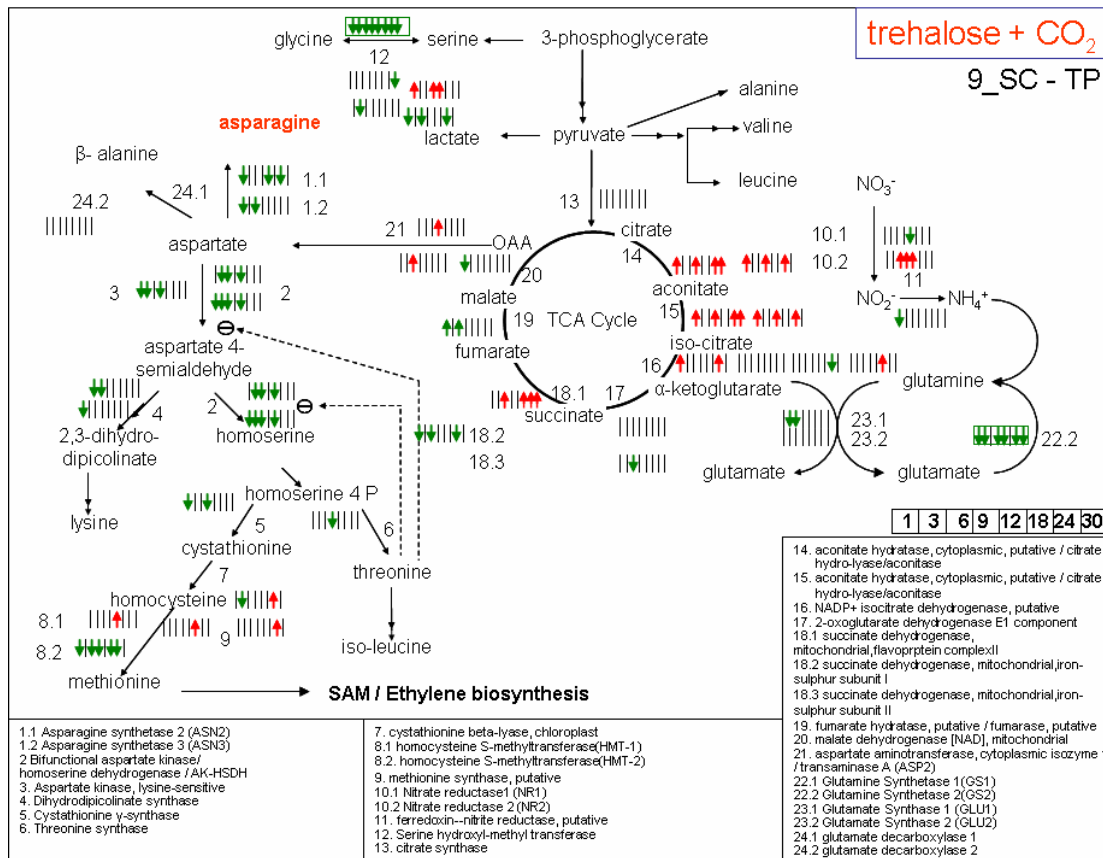 trehalose + CO2
9_SC - TP
glycine
serine
3-phosphoglycerate
12
alanine
asparagine
lactate
pyruvate
valine
β- alanine
leucine
24.1
1.1
1.2
24.2
13
NO3-
citrate
aspartate
21
OAA
14
10.1
10.2
20
aconitate
11
3
2
malate
NO2-
NH4+
19
TCA Cycle
15
iso-citrate
fumarate
⊖
aspartate 4-
semialdehyde
16
α-ketoglutarate
glutamine
18.1
17
4
2
⊖
succinate
23.1
23.2
2,3-dihydro-
dipicolinate
homoserine
18.2
18.3
22.2
glutamate
glutamate
homoserine 4 P
lysine
5
6
1 3 6 9 12 18 24 30
cystathionine
threonine
7
homocysteine
8.1
9
8.2
iso-leucine
methionine
SAM / Ethylene biosynthesis
1.1 Asparagine synthetase 2 (ASN2)
1.2 Asparagine synthetase 3 (ASN3)
2 Bifunctional aspartate kinase/
homoserine dehydrogenase / AK-HSDH
3. Aspartate kinase, lysine-sensitive
4. Dihydrodipicolinate synthase
5. Cystathionine γ-synthase
6. Threonine synthase
7. cystathionine beta-lyase, chloroplast
8.1 homocysteine S-methyltransferase(HMT-1)
8.2. homocysteine S-methyltransferase(HMT-2)
9. methionine synthase, putative
10.1 Nitrate reductase1 (NR1)
10.2 Nitrate reductase 2 (NR2)
11. ferredoxin--nitrite reductase, putative
12. Serine hydroxyl-methyl transferase
13. citrate synthase
14. aconitate hydratase, cytoplasmic, putative / citrate
hydro-lyase/aconitase
15. aconitate hydratase, cytoplasmic, putative / citrate
hydro-lyase/aconitase
16. NADP+ isocitrate dehydrogenase, putative
17. 2-oxoglutarate dehydrogenase E1 component
18.1 succinate dehydrogenase,
mitochondrial,flavoprptein complexII
18.2 succinate dehydrogenase, mitochondrial,iron-
sulphur subunit I
18.3 succinate dehydrogenase, mitochondrial,iron-
sulphur subunit II
19. fumarate hydratase, putative / fumarase, putative
20. malate dehydrogenase [NAD], mitochondrial
21. aspartate aminotransferase, cytoplasmic isozyme 1
/ transaminase A (ASP2)
22.1 Glutamine Synthetase 1(GS1)
22.2 Glutamine Synthetase 2(GS2)
23.1 Glutamate Synthase 1 (GLU1)
23.2 Glutamate Synthase 2 (GLU2)
24.1 glutamate decarboxylase 1
24.2 glutamate decarboxylase 2